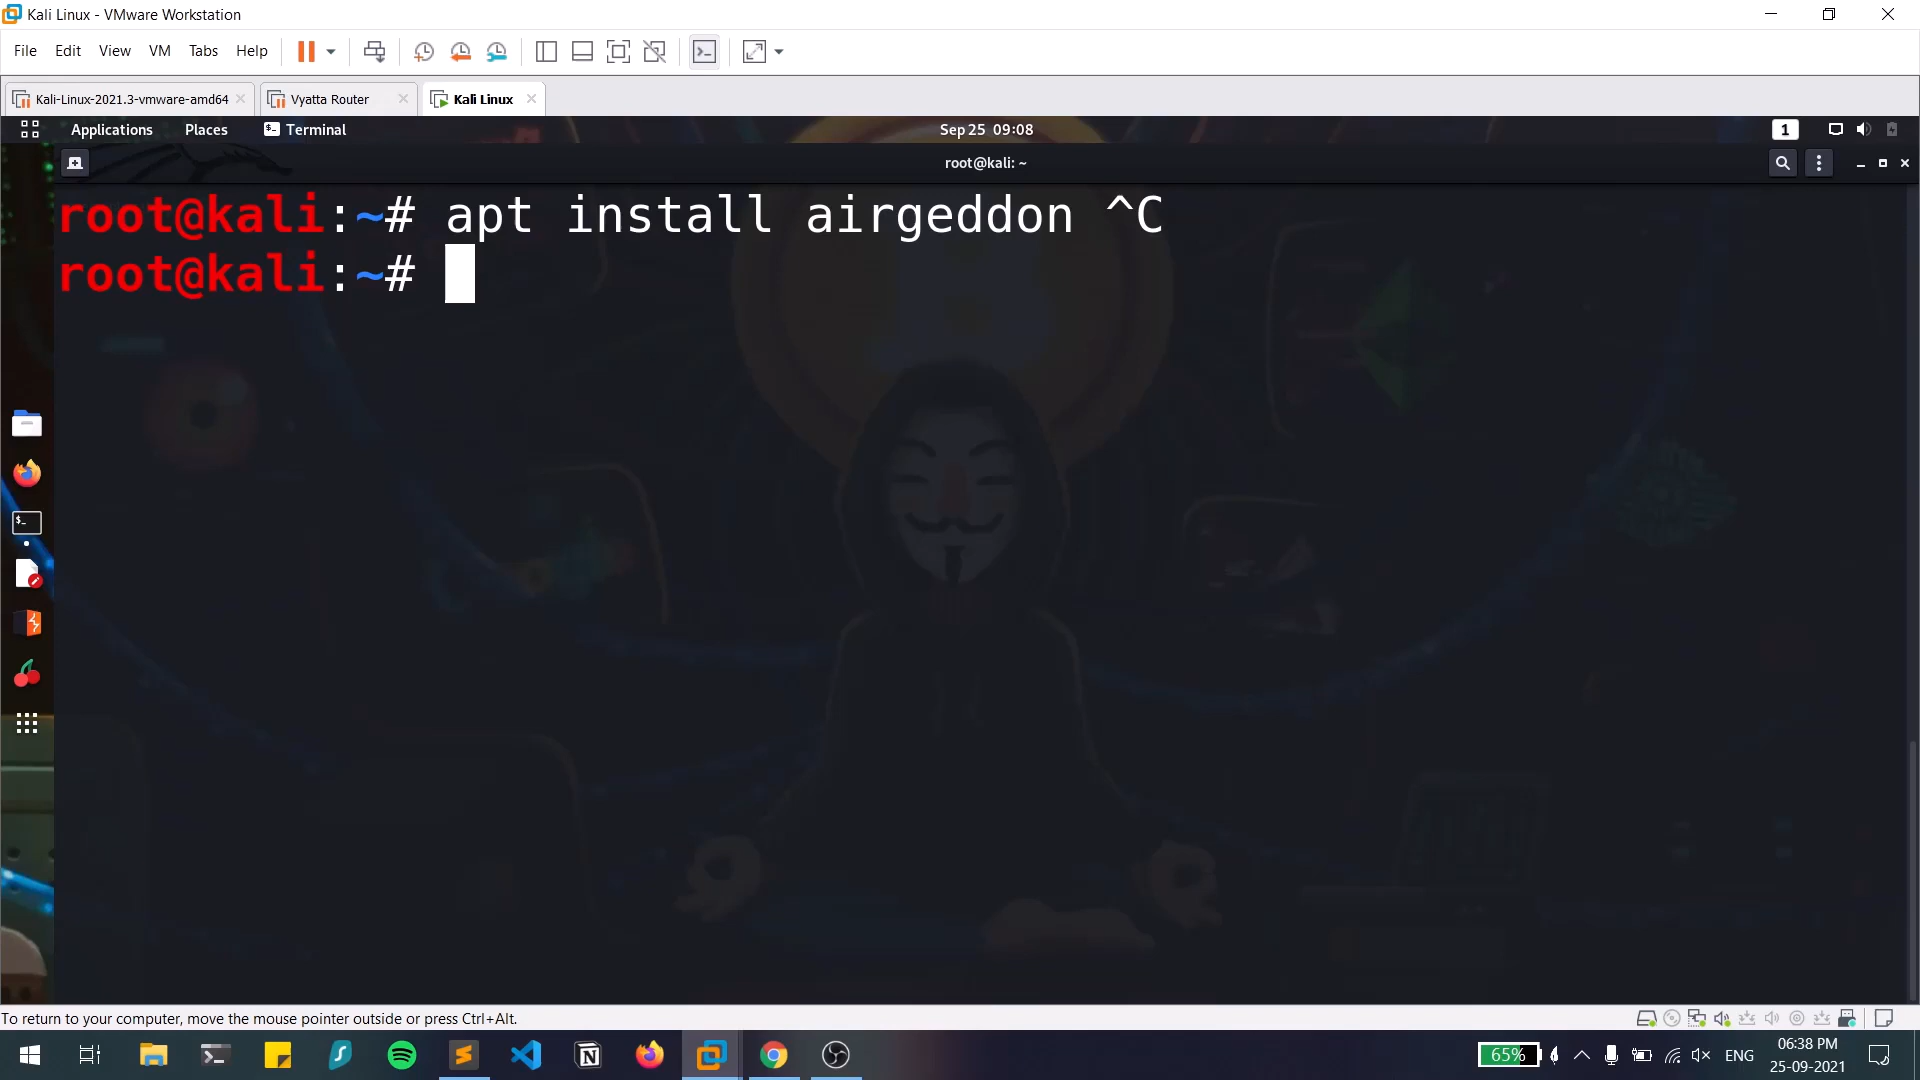 Kali Linux - VMware Workstation
File Edit View VM Tabs Help
Kali-Linux-2021.3-vmware-amd64 Vyatta Router Kali Linux
Applications Places Terminal Sep 25 09:08 1
root@kali: ~
root@kali:~# apt install airgeddon ^C
root@kali:~#
To return to your computer, move the mouse pointer outside or press Ctrl+Alt.
65% ENG 06:38 PM
25-09-2021